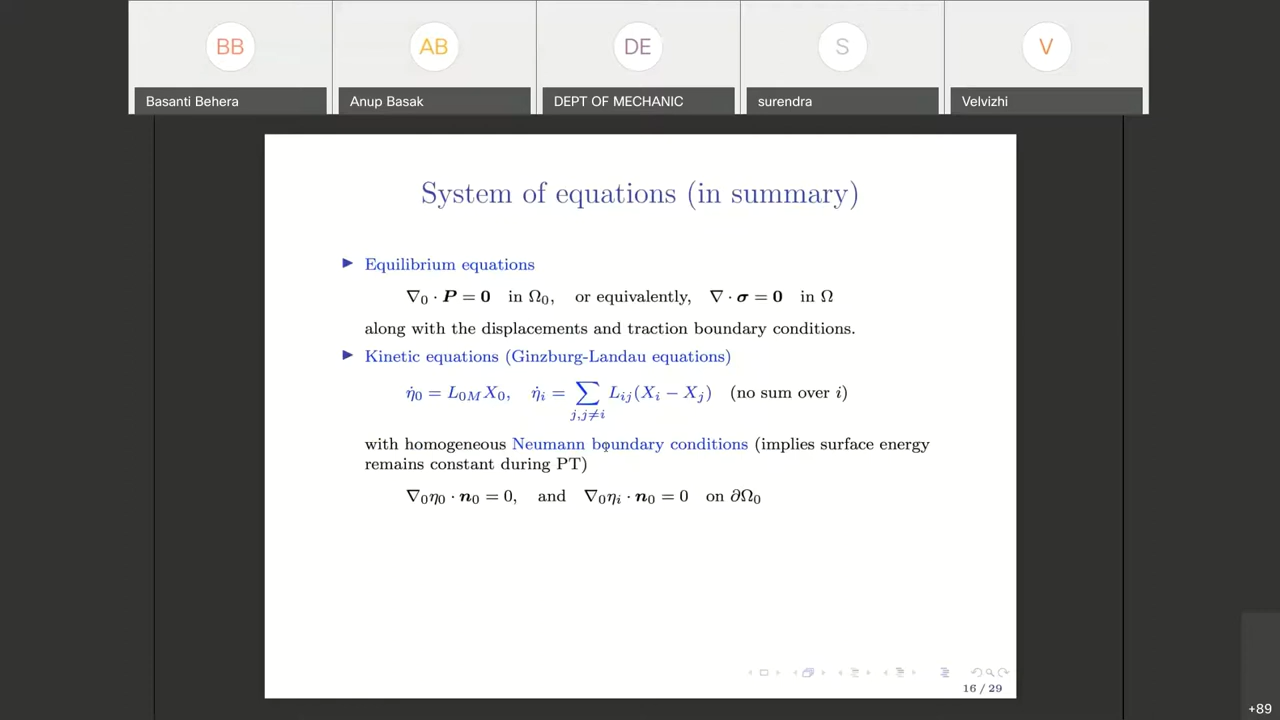 BB AB DE S V
Basanti Behera Anup Basak DEPT OF MECHANIC surendra Velvizhi
System of equations (in summary)
▶ Equilibrium equations
∇₀ · P = 0 in Ω₀, or equivalently, ∇ · σ = 0 in Ω
along with the displacements and traction boundary conditions.
▶ Kinetic equations (Ginzburg-Landau equations)
η̇₀ = L₀ₘX₀, η̇ᵢ = ∑ Lᵢⱼ(Xᵢ − Xⱼ) (no sum over i)
j,j≠i
with homogeneous Neumann boundary conditions (implies surface energy
remains constant during PT)
∇₀η₀ · n₀ = 0, and ∇₀ηᵢ · n₀ = 0 on ∂Ω₀
16 / 29
+89